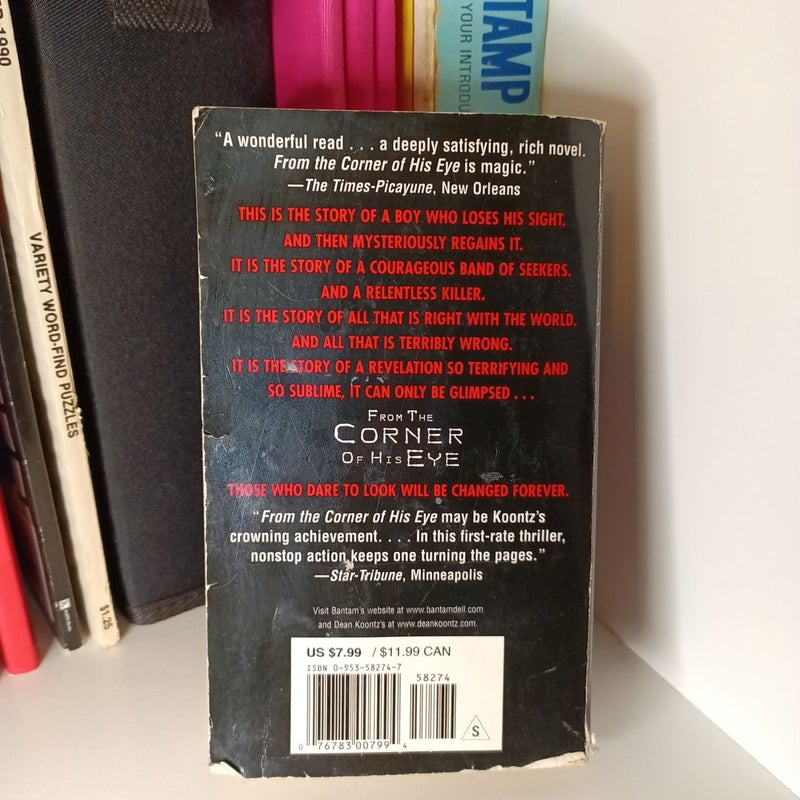 R-1990
VARIETY WORD-FIND PUZZLES
$1.25
TAMP
YOUR INTRODU
“A wonderful read . . . a deeply satisfying, rich novel.
From the Corner of His Eye is magic.”
—The Times-Picayune, New Orleans
THIS IS THE STORY OF A BOY WHO LOSES HIS SIGHT.
AND THEN MYSTERIOUSLY REGAINS IT.
IT IS THE STORY OF A COURAGEOUS BAND OF SEEKERS.
AND A RELENTLESS KILLER.
IT IS THE STORY OF ALL THAT IS RIGHT WITH THE WORLD.
AND ALL THAT IS TERRIBLY WRONG.
IT IS THE STORY OF A REVELATION SO TERRIFYING AND
SO SUBLIME, IT CAN ONLY BE GLIMPSED . . .
FROM THE
CORNER
OF HIS EYE
THOSE WHO DARE TO LOOK WILL BE CHANGED FOREVER.
“From the Corner of His Eye may be Koontz’s
crowning achievement. . . . In this first-rate thriller,
nonstop action keeps one turning the pages.”
—Star-Tribune, Minneapolis
Visit Bantam’s website at www.bantamdell.com
and Dean Koontz’s at www.deankoontz.com.
US $7.99 / $11.99 CAN
ISBN 0-553-58274-7
58274
0 76783 00799 4
S